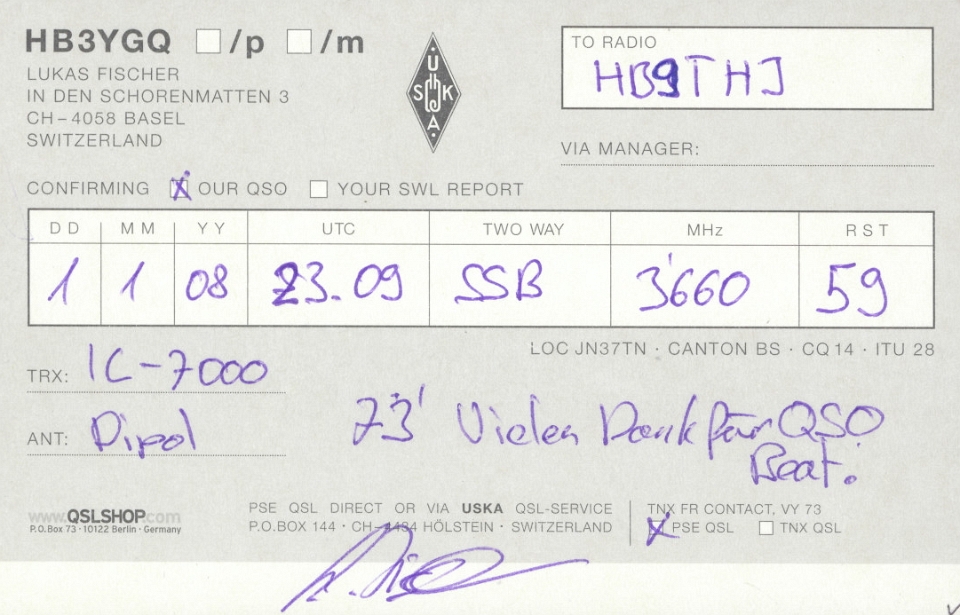 HB3YGQ □/p □/m
LUKAS FISCHER
IN DEN SCHORENMATTEN 3
CH-4058 BASEL
SWITZERLAND
USKA
TO RADIO
HB9THJ
VIA MANAGER:
CONFIRMING ☒ OUR QSO □ YOUR SWL REPORT
DD MM YY UTC TWO WAY MHz RST
1 1 08 23.09 SSB 3'660 59
LOC JN37TN · CANTON BS · CQ 14 · ITU 28
TRX: IC-7000
ANT: Dipol
73' Vielen Dank für QSO
Beat.
www.QSLSHOP.com
P.O.Box 73 · 10122 Berlin · Germany
PSE QSL DIRECT OR VIA USKA QSL-SERVICE
P.O.BOX 144 · CH-4434 HÖLSTEIN · SWITZERLAND
TNX FR CONTACT, VY 73
☒ PSE QSL □ TNX QSL